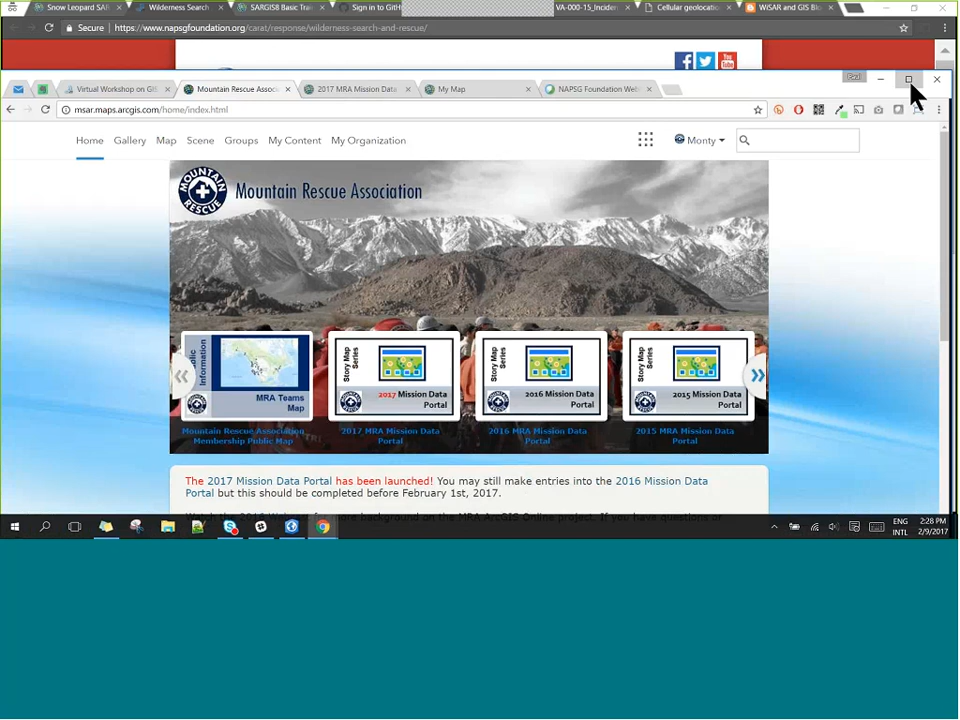 Snow Leopard SAR
Wilderness Search
SARGIS8 Basic Trai
Sign in to GitH
VA-000-15_Inciden
Cellular geolocatio
WiSAR and GIS Blo
Secure
https://www.napsgfoundation.org/carat/response/wilderness-search-and-rescue/
Virtual Workshop on GIS
Mountain Rescue Assoc
2017 MRA Mission Data
My Map
NAPSG Foundation Web
msar.maps.arcgis.com/home/index.html
Home
Gallery
Map
Scene
Groups
My Content
My Organization
Monty
MOUNTAIN RESCUE
Mountain Rescue Association
Information
MRA Teams
Map
Mountain Rescue Association
Membership Public Map
Story Map
Series
2017 Mission Data
Portal
2017 MRA Mission Data
Portal
Story Map
Series
2016 Mission Data
Portal
2016 MRA Mission Data
Portal
Story Map
Series
2015 Mission Data
Portal
2015 MRA Mission Data
Portal
The 2017 Mission Data Portal has been launched! You may still make entries into the 2016 Mission Data
Portal but this should be completed before February 1st, 2017.
ENG
INTL
2:28 PM
2/9/2017